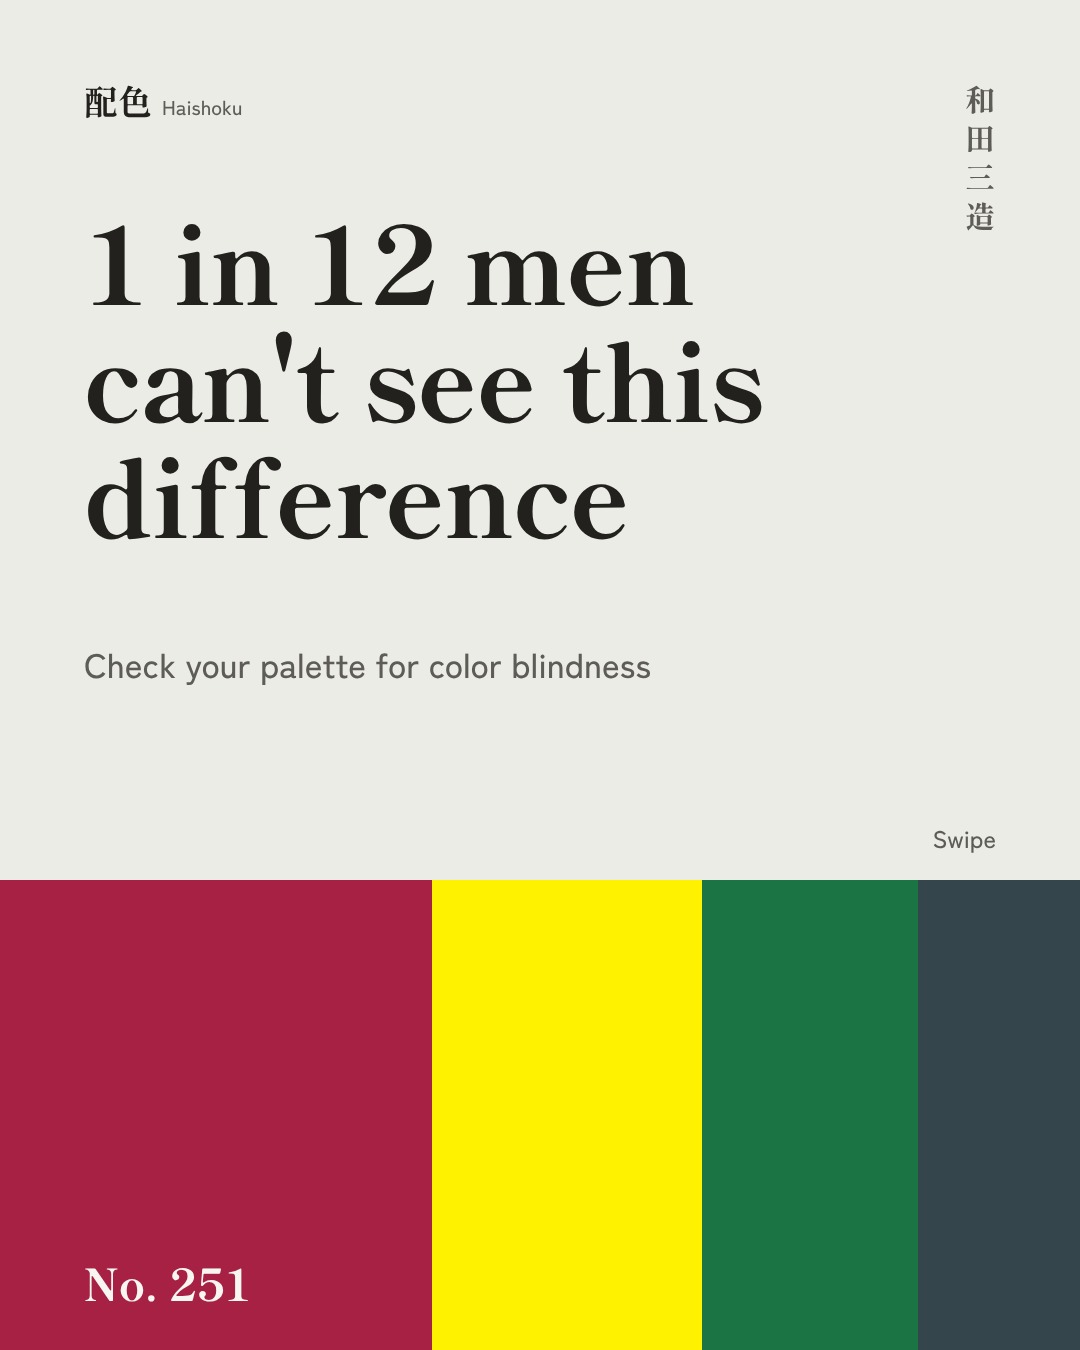 配色 Haishoku
和田三造
1 in 12 men
can't see this
difference
Check your palette for color blindness
Swipe
No. 251